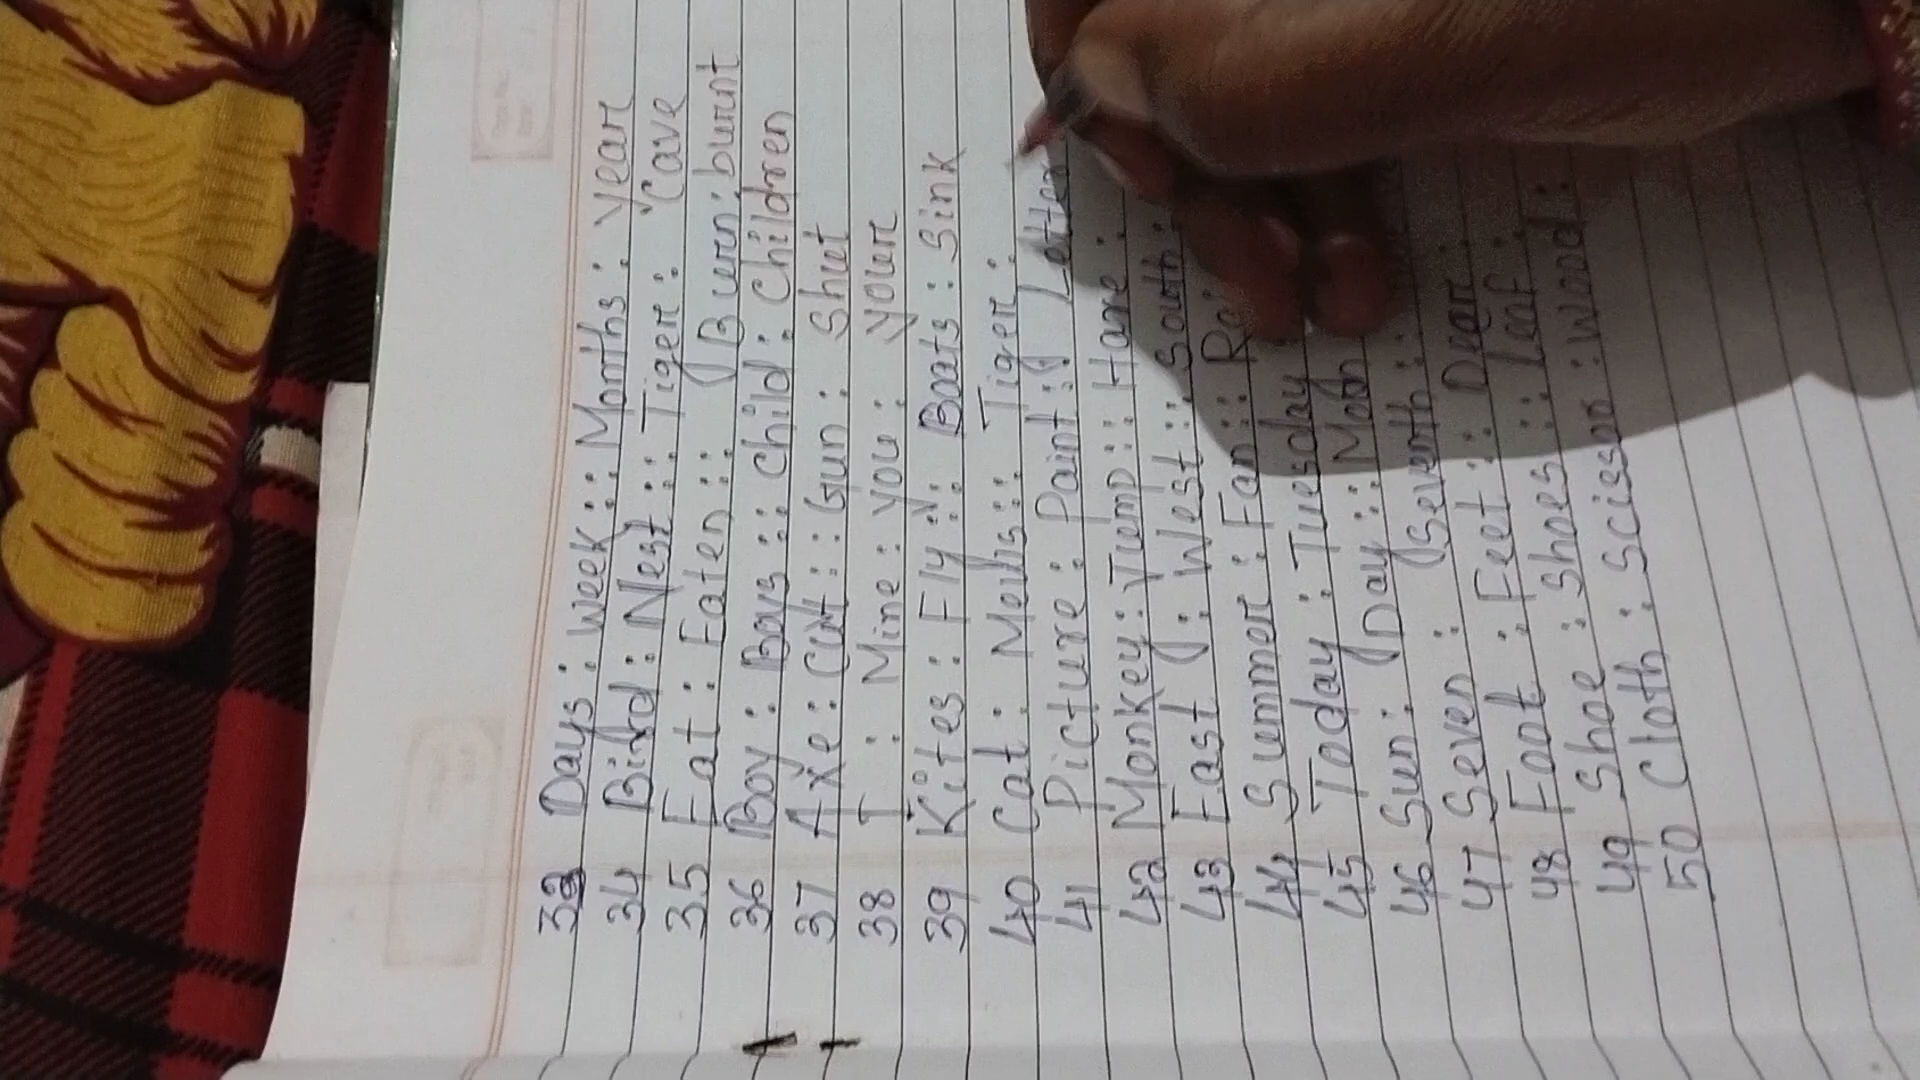 32 Days : Week :: Months : Year
34 Bird : Nest :: Tiger : Cave
35 Eat : Eaten :: Burn : burnt
36 Boy : Boys :: Child : Children
37 Axe : Cut :: Gun : Shut
38 I : Mine : you : your
39 Kites : Fly :: Boats : Sink
40 Cat : Meus :: Tiger :
41 Picture : Paint :: Letter
42 Monkey : Jump :: Hare :
43 East : West :: South :
44 Summer : Fan ::
45 Today : Tuesday
46 Sun : Day :: Moon
47 Seven : Seventh :
48 Foot : Feet :: Dear :
49 Shoe : Shoes :: Leaf :
50 Cloth : Scissor : Wood :